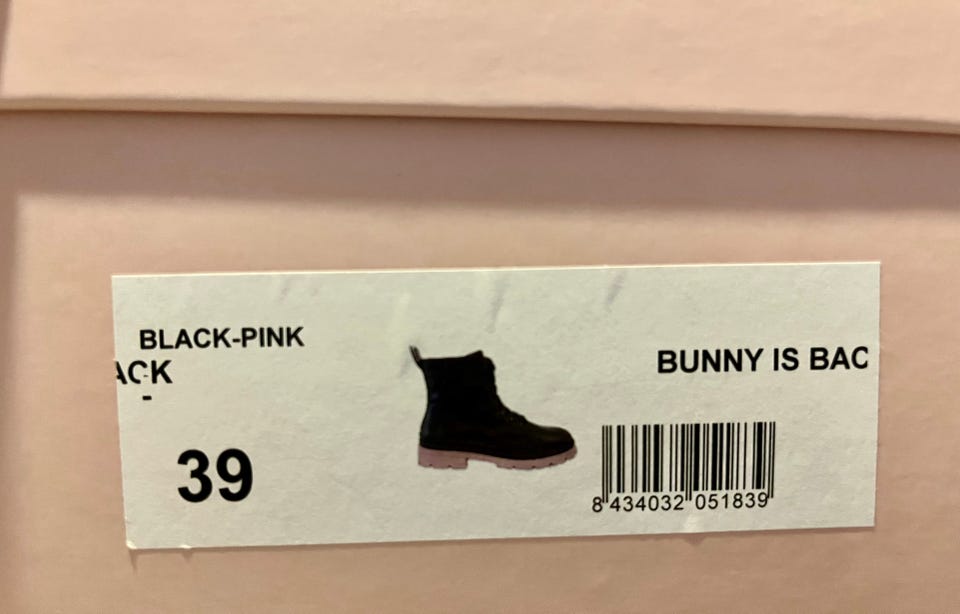 BLACK-PINK
ACK
-
39
BUNNY IS BAC
8 434032 051839